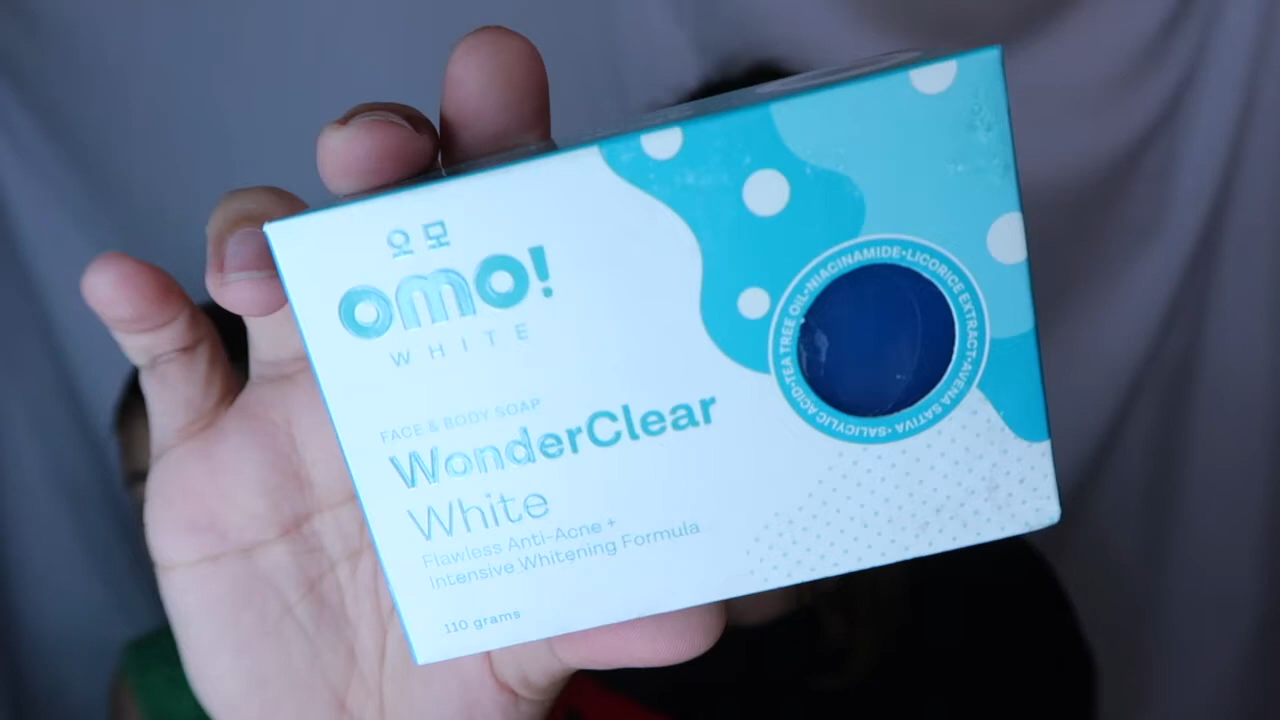 오모
omo!
WHITE
FACE & BODY SOAP
WonderClear
White
Flawless Anti-Acne +
Intensive Whitening Formula
110 grams
SALICYLIC ACID•TEA TREE OIL•NIACINAMIDE•LICORICE EXTRACT•AVENA SATIVA•